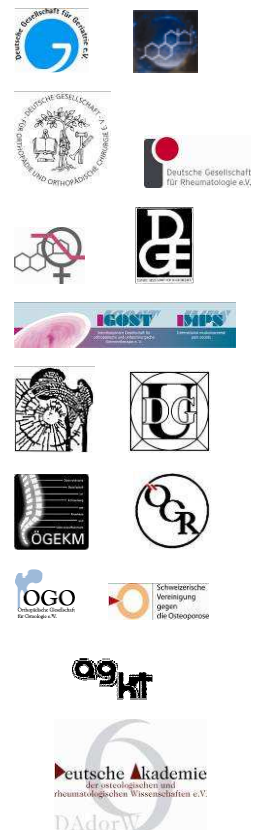 Deutsche Gesellschaft für Geriatrie e.V.
DEUTSCHE GESELLSCHAFT FÜR ORTHOPÄDIE UND ORTHOPÄDISCHE CHIRURGIE E.V.
Deutsche Gesellschaft
für Rheumatologie e.V.
DGE
IGOST
IMPS
DGU
ÖGEKM
ÖGR
OGO
Orthopädische Gesellschaft
für Osteologie e.V.
Schweizerische
Vereinigung
gegen
die Osteoporose
ag
kt
Deutsche Akademie
der osteologischen und
rheumatologischen Wissenschaften e.V.
DAdorW